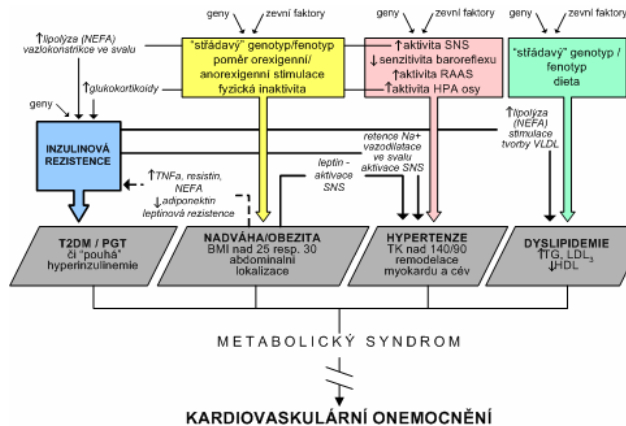 geny
zevní faktory
geny
zevní faktory
geny
zevní faktory
↑lipolýza (NEFA)
vazlokonstrikce ve svalu
↑glukokortikoidy
geny
"střádavý" genotyp/fenotyp
poměr orexigenní/
anorexigenní stimulace
fyzická inaktivita
↑aktivita SNS
↓senzitivita baroreflexu
↑aktivita RAAS
↑aktivita HPA osy
"střádavý" genotyp /
fenotyp
dieta
INZULINOVÁ
REZISTENCE
↑TNFa, resistin,
NEFA
↓adiponektin
leptinová rezistence
leptin -
aktivace
SNS
retence Na+
vazodilatace
ve svalu
aktivace SNS
↑lipolýza
(NEFA)
stimulace
tvorby VLDL
T2DM / PGT
či "pouhá"
hyperinzulinemie
NADVÁHA/OBEZITA
BMI nad 25 resp. 30
abdominální
lokalizace
HYPERTENZE
TK nad 140/90
remodelace
myokardu a cév
DYSLIPIDEMIE
↑TG, LDL3
↓HDL
METABOLICKÝ SYNDROM
KARDIOVASKULÁRNÍ ONEMOCNĚNÍ